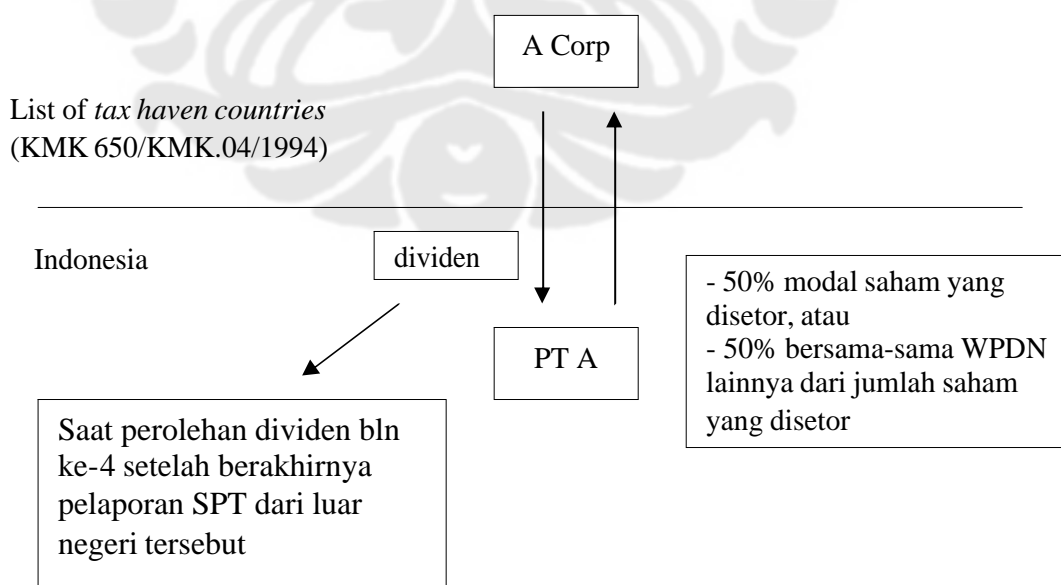 A Corp
List of tax haven countries
(KMK 650/KMK.04/1994)
Indonesia
dividen
- 50% modal saham yang
disetor, atau
- 50% bersama-sama WPDN
lainnya dari jumlah saham
yang disetor
PT A
Saat perolehan dividen bln
ke-4 setelah berakhirnya
pelaporan SPT dari luar
negeri tersebut